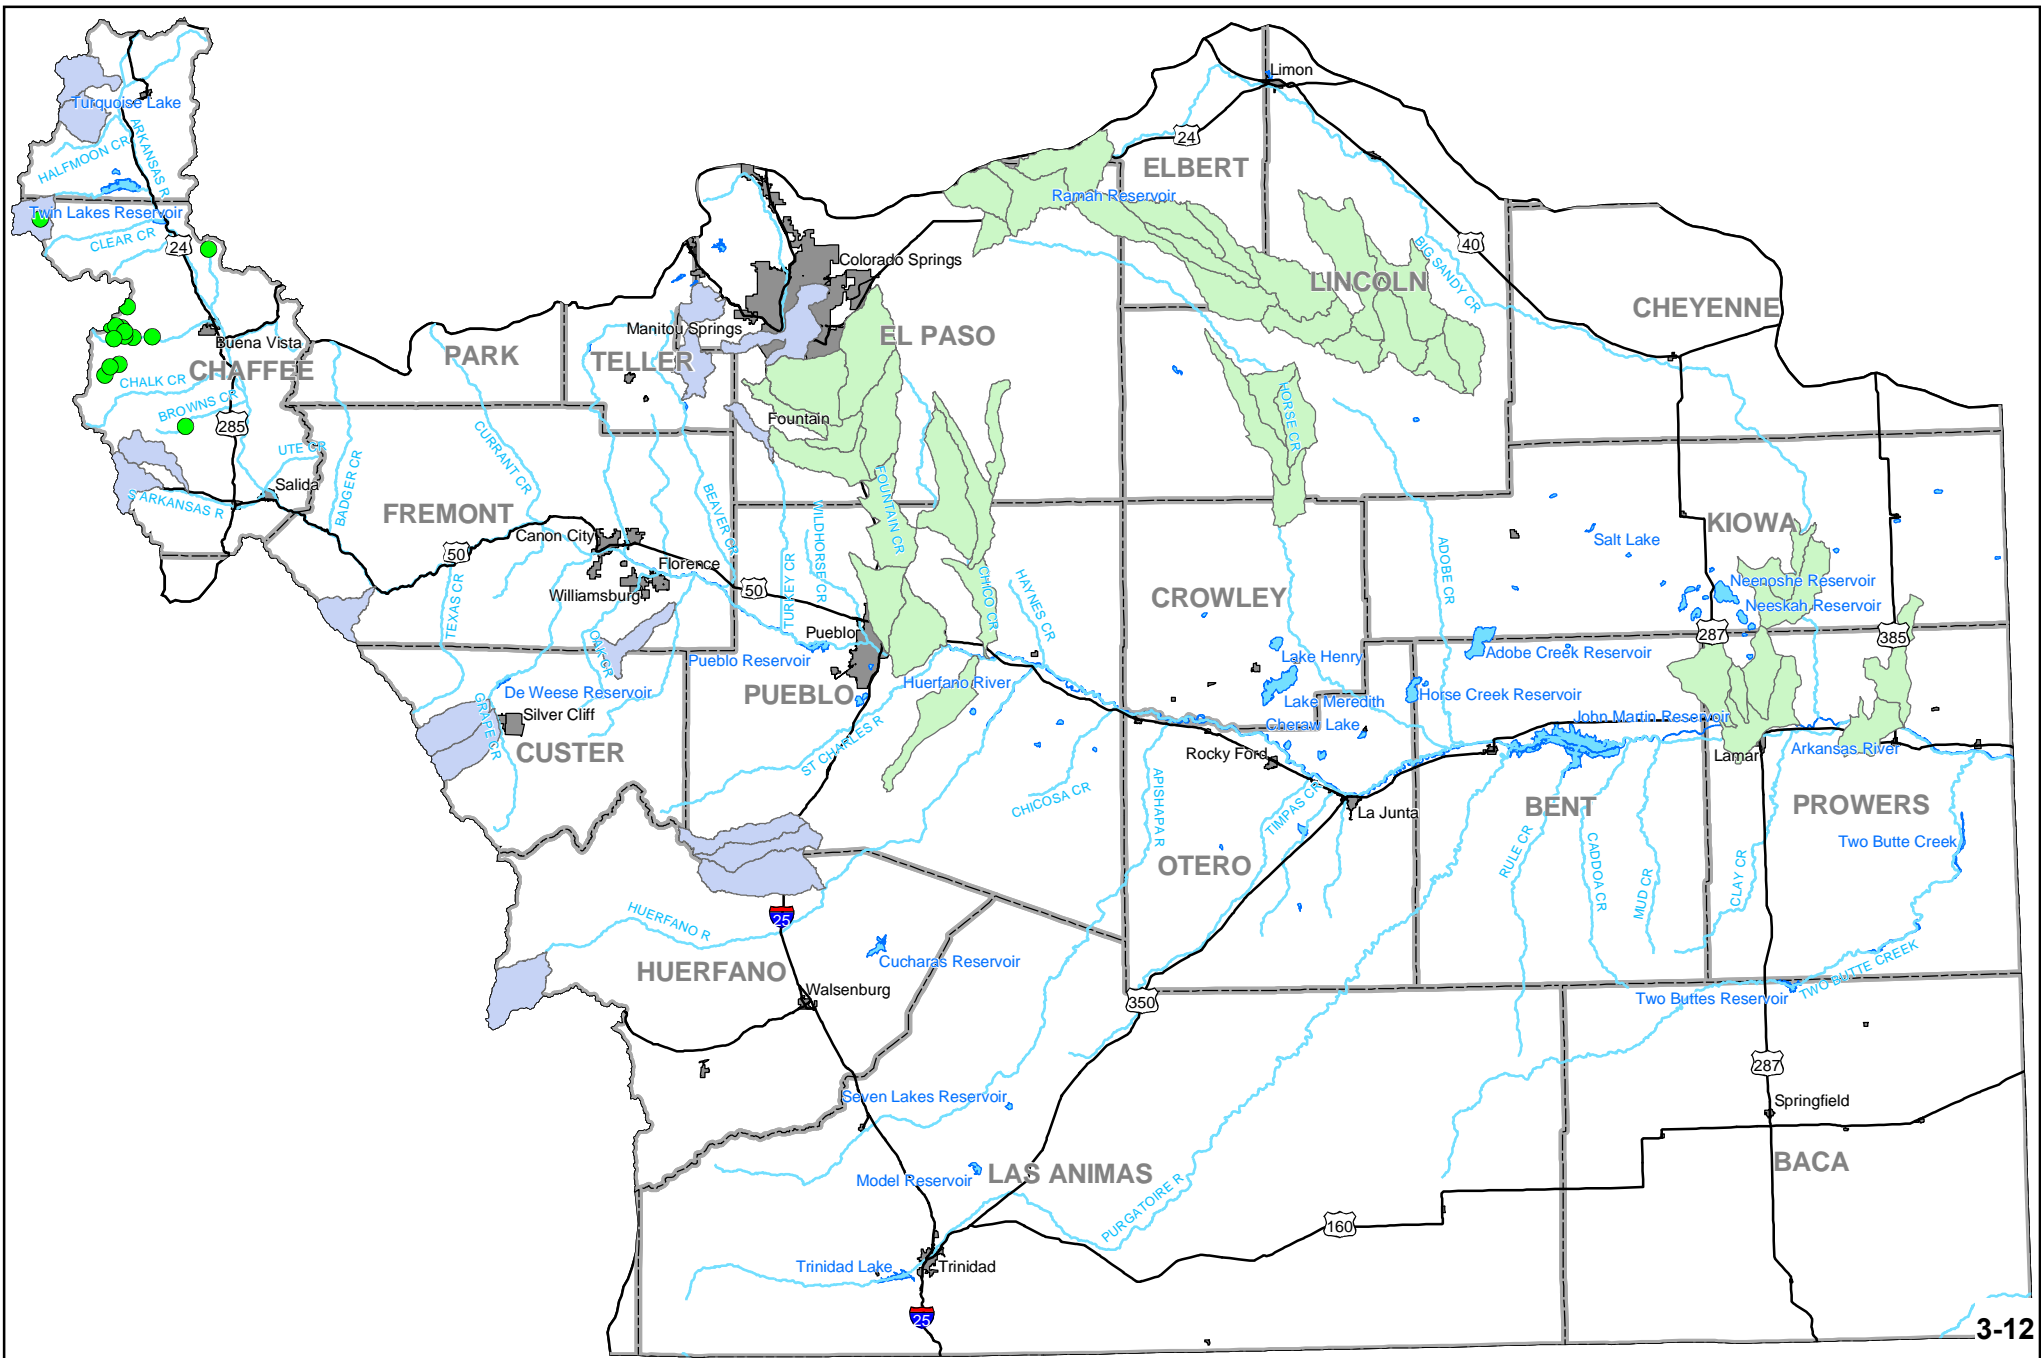 Limon
Turquoise Lake
ARKANSAS R
24
ELBERT
HALFMOON CR
Ramah Reservoir
Twin Lakes Reservoir
CLEAR CR
24
40
BIG SANDY CR
Colorado Springs
LINCOLN
CHEYENNE
Manitou Springs
EL PASO
Buena Vista
PARK
TELLER
CHAFFEE
CHALK CR
BROWNS CR
285
Fountain
HORSE CR
CURRANT CR
UTE CR
BADGER CR
Salida
S ARKANSAS R
FREMONT
BEAVER CR
FOUNTAIN CR
WILDHORSE CR
Canon City
50
KIOWA
Salt Lake
ADOBE CR
Florence
TURKEY CR
CHICO CR
HAYNES CR
Neenoshe Reservoir
50
Williamsburg
TEXAS CR
CROWLEY
Neeskah Reservoir
OAK CR
Pueblo
287
385
Pueblo Reservoir
Lake Henry
Adobe Creek Reservoir
De Weese Reservoir
GRAPE CR
PUEBLO
Huerfano River
Lake Meredith
Horse Creek Reservoir
Silver Cliff
John Martin Reservoir
Cheraw Lake
CUSTER
ST CHARLES R
Rocky Ford
Lamar
Arkansas River
CHICOSA CR
APISHAPA R
TIMPAS CR
La Junta
BENT
PROWERS
OTERO
RULE CR
CADDOA CR
MUD CR
CLAY CR
Two Butte Creek
HUERFANO R
25
HUERFANO
Cucharas Reservoir
Walsenburg
350
Two Buttes Reservoir
TWO BUTTE CREEK
287
Seven Lakes Reservoir
Springfield
Model Reservoir
LAS ANIMAS
BACA
PURGATOIRE R
160
Trinidad Lake
Trinidad
25
3-12